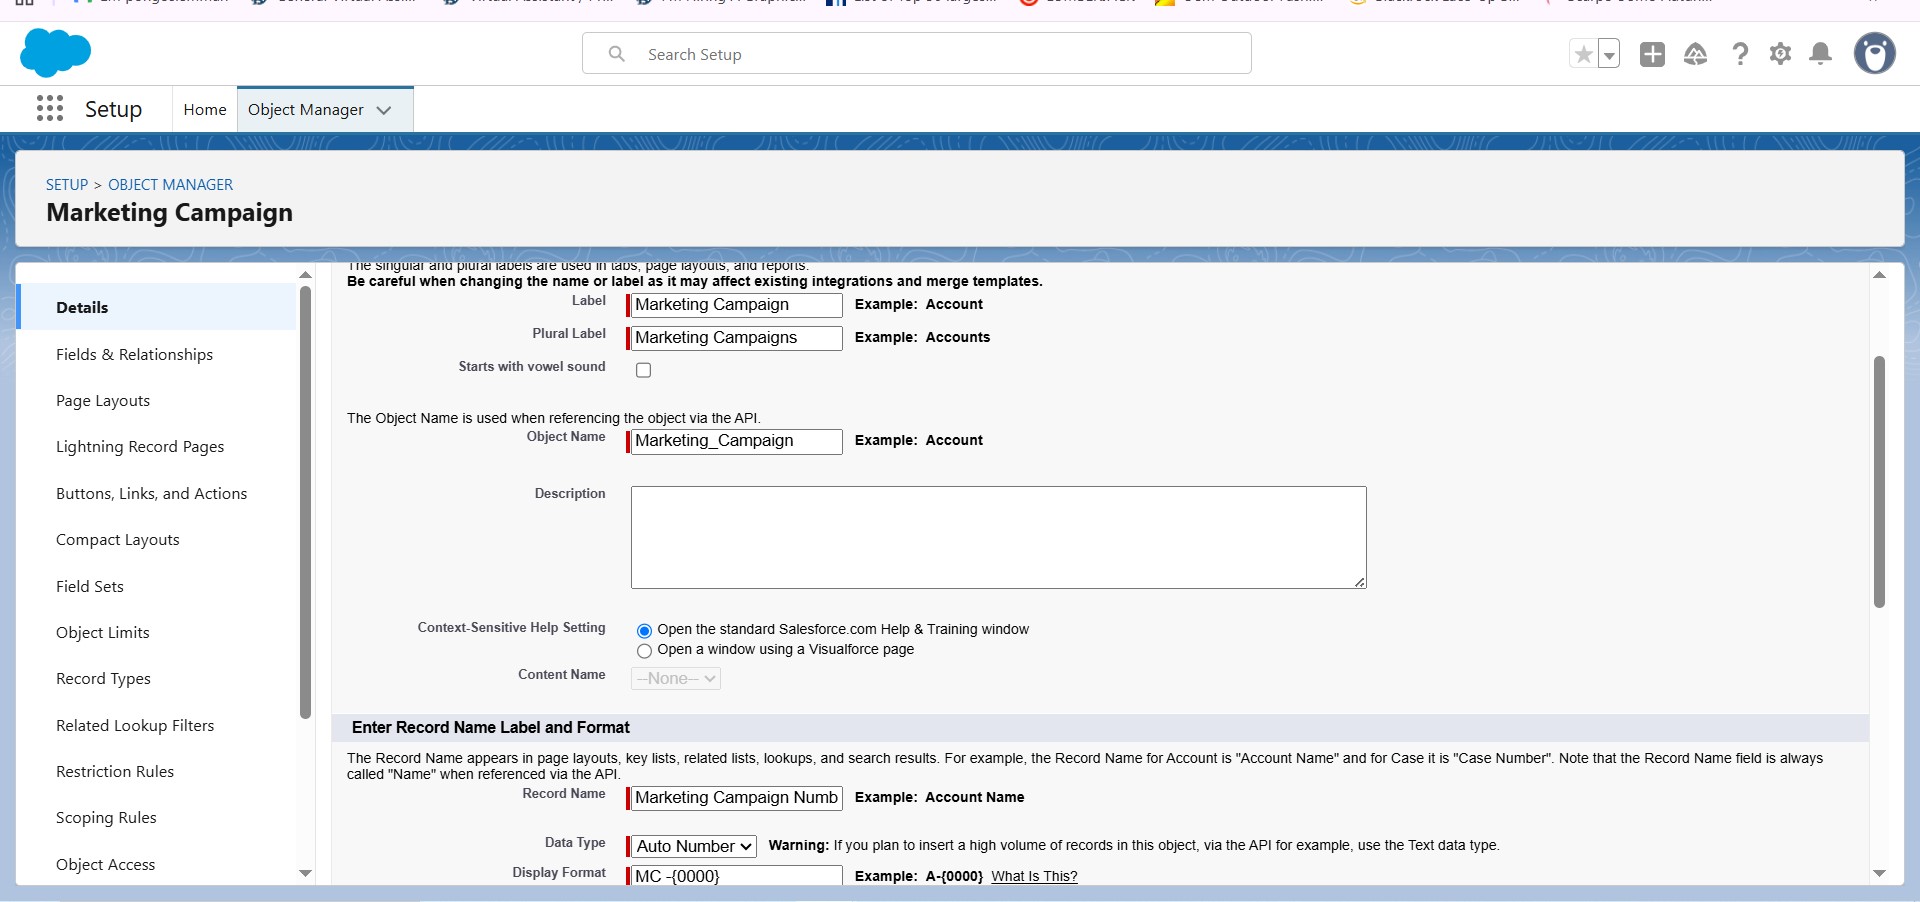 Search Setup
Setup
Home
Object Manager
SETUP > OBJECT MANAGER
Marketing Campaign
Details
Fields & Relationships
Page Layouts
Lightning Record Pages
Buttons, Links, and Actions
Compact Layouts
Field Sets
Object Limits
Record Types
Related Lookup Filters
Restriction Rules
Scoping Rules
Object Access
The singular and plural labels are used in tabs, page layouts, and reports.
Be careful when changing the name or label as it may affect existing integrations and merge templates.
Label Marketing Campaign Example: Account
Plural Label Marketing Campaigns Example: Accounts
Starts with vowel sound
The Object Name is used when referencing the object via the API.
Object Name Marketing_Campaign Example: Account
Description
Context-Sensitive Help Setting Open the standard Salesforce.com Help & Training window
Open a window using a Visualforce page
Content Name --None--
Enter Record Name Label and Format
The Record Name appears in page layouts, key lists, related lists, lookups, and search results. For example, the Record Name for Account is "Account Name" and for Case it is "Case Number". Note that the Record Name field is always
called "Name" when referenced via the API.
Record Name Marketing Campaign Numb Example: Account Name
Data Type Auto Number Warning: If you plan to insert a high volume of records in this object, via the API for example, use the Text data type.
Display Format MC -{0000} Example: A-{0000} What Is This?